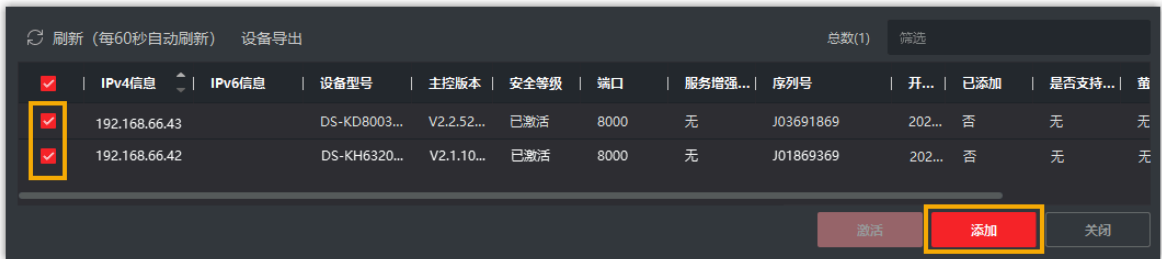 刷新（每60秒自动刷新） 设备导出 总数(1) 筛选
IPv4信息 IPv6信息 设备型号 主控版本 安全等级 端口 服务增强... 序列号 开... 已添加 是否支持... 萤
192.168.66.43 DS-KD8003... V2.2.52... 已激活 8000 无 J03691869 202... 否 无 无
192.168.66.42 DS-KH6320... V2.1.10... 已激活 8000 无 J01869369 202... 否 无 无
激活 添加 关闭